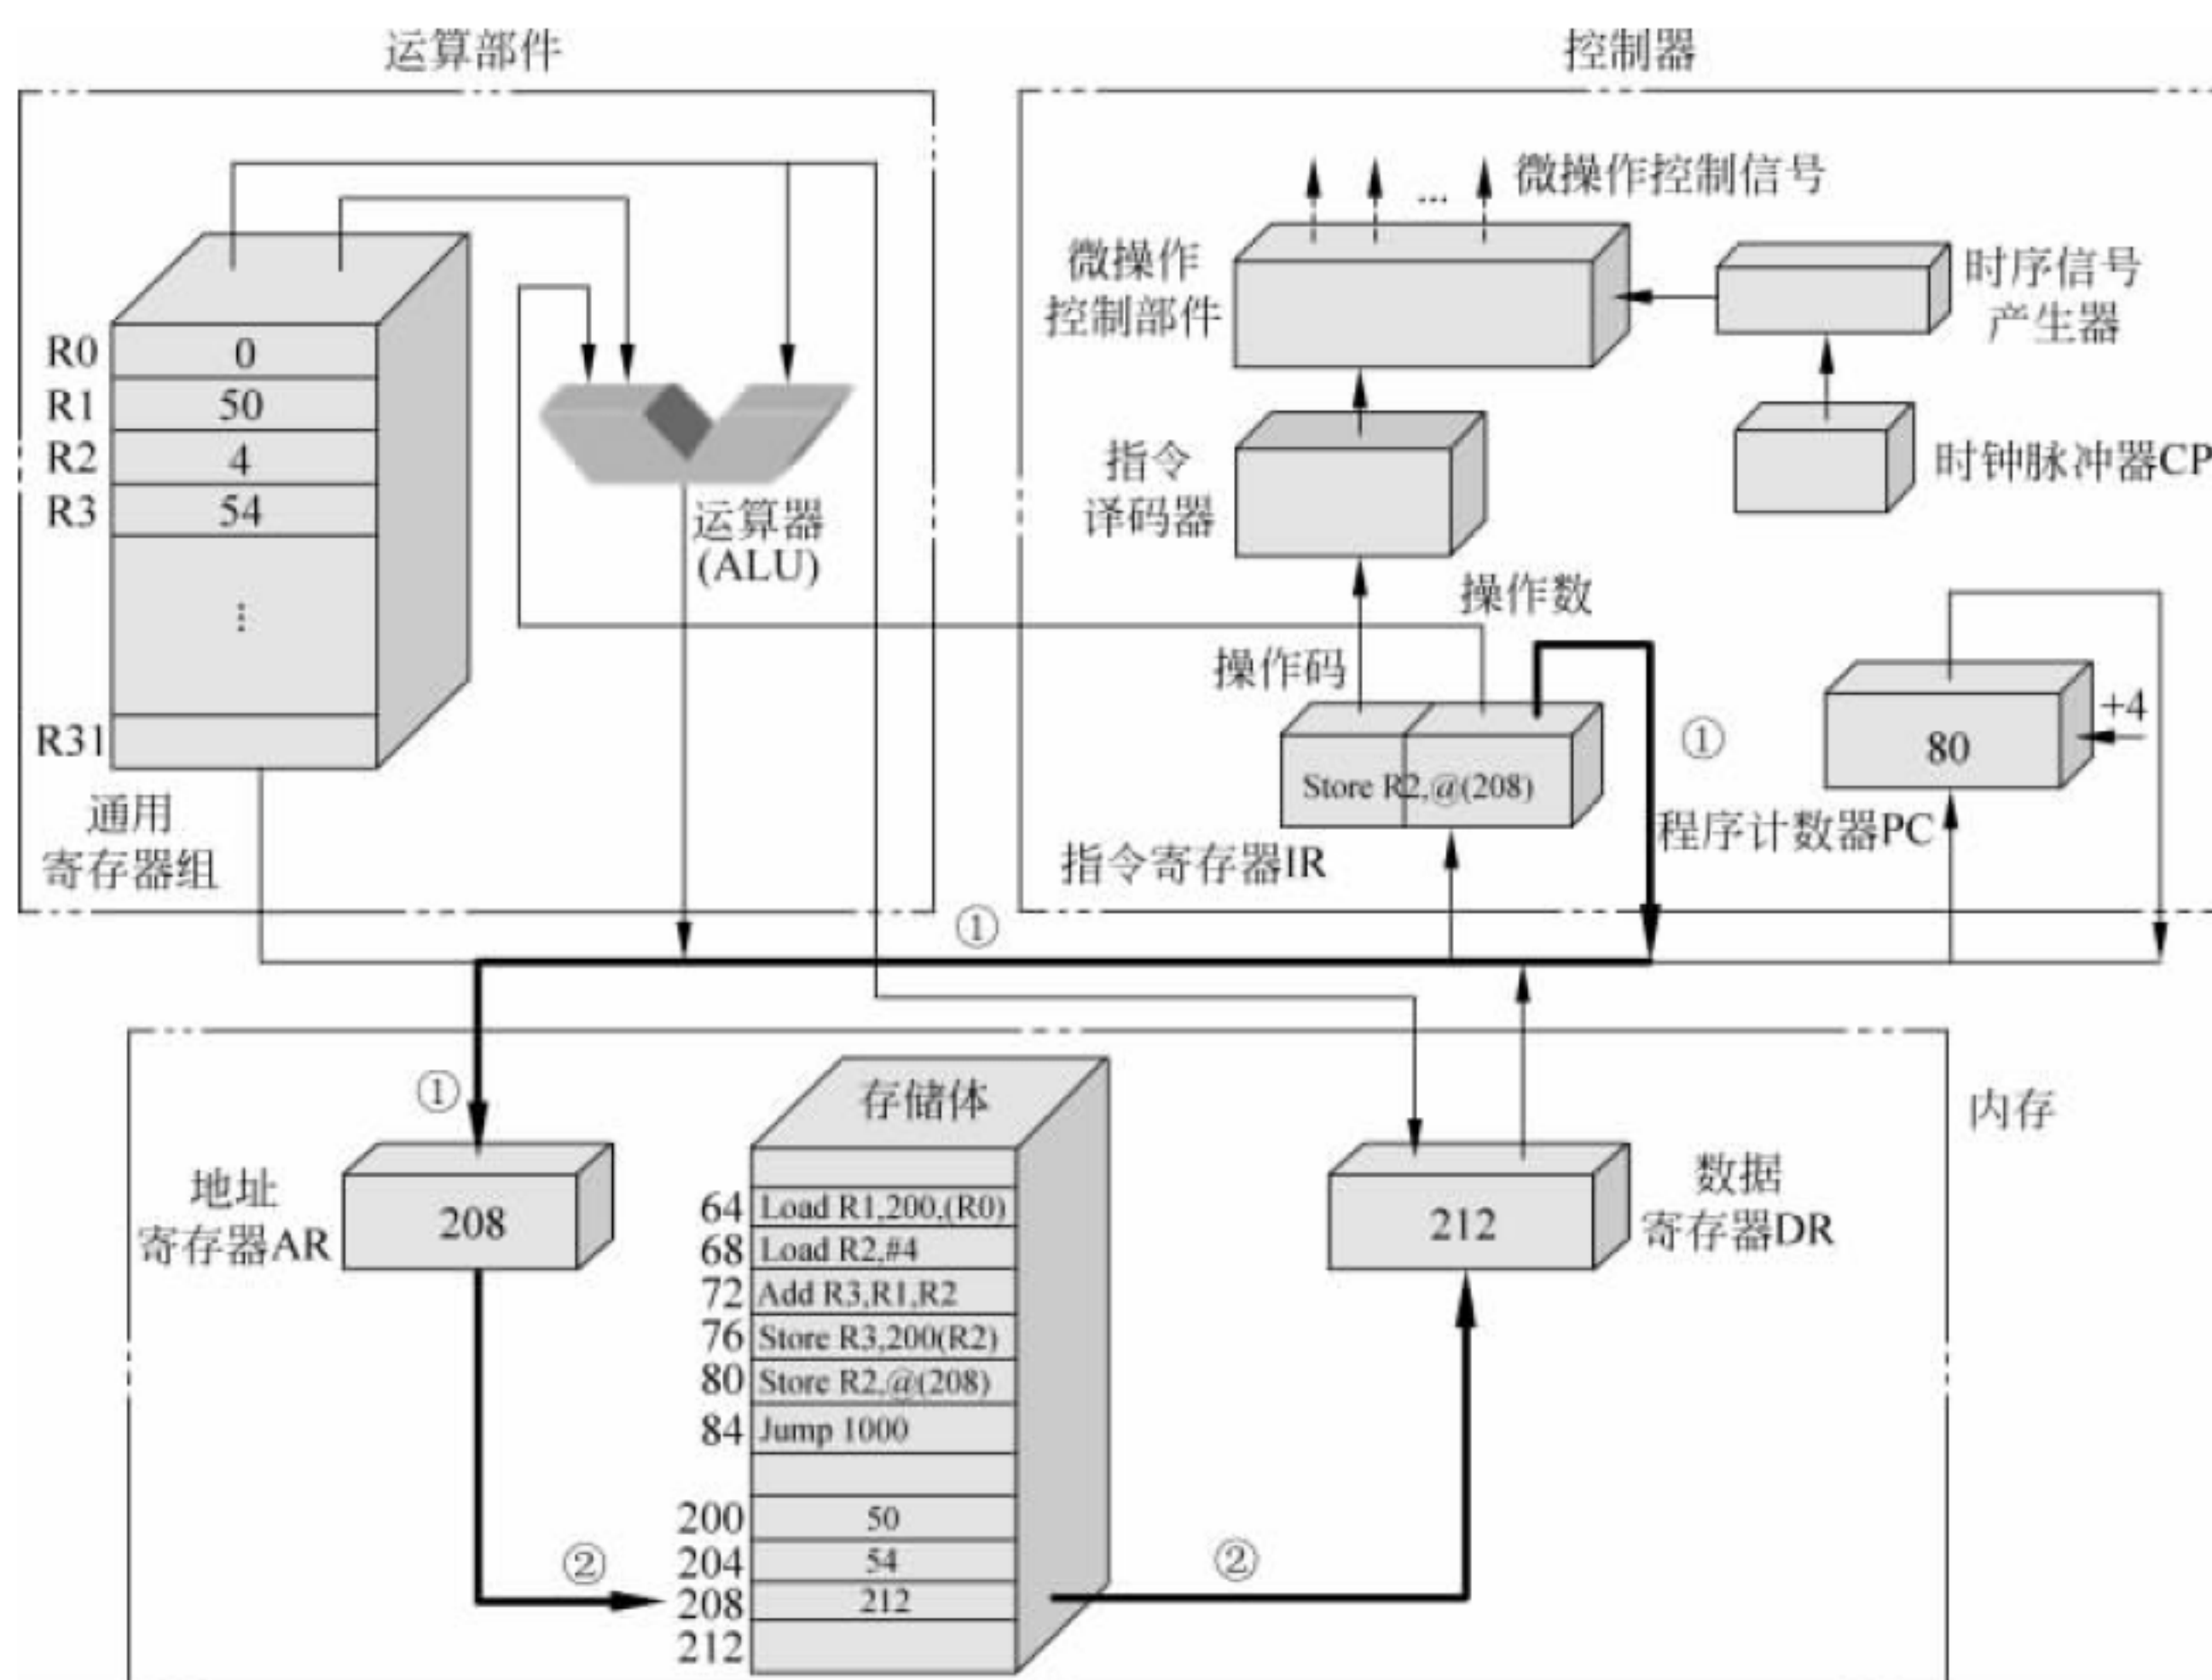 运算部件
控制器
微操作控制信号
...
微操作
控制部件
时序信号
产生器
R0 0
R1 50
R2 4
R3 54
⋮
R31
通用
寄存器组
运算器
(ALU)
指令
译码器
时钟脉冲器CP
操作数
操作码
Store R2,@(208)
指令寄存器IR
①
+4
80
程序计数器PC
①
①
地址
寄存器AR
208
存储体
64 Load R1,200,(R0)
68 Load R2,#4
72 Add R3,R1,R2
76 Store R3,200(R2)
80 Store R2,@(208)
84 Jump 1000
200 50
204 54
208 212
212
②
②
212
数据
寄存器DR
内存